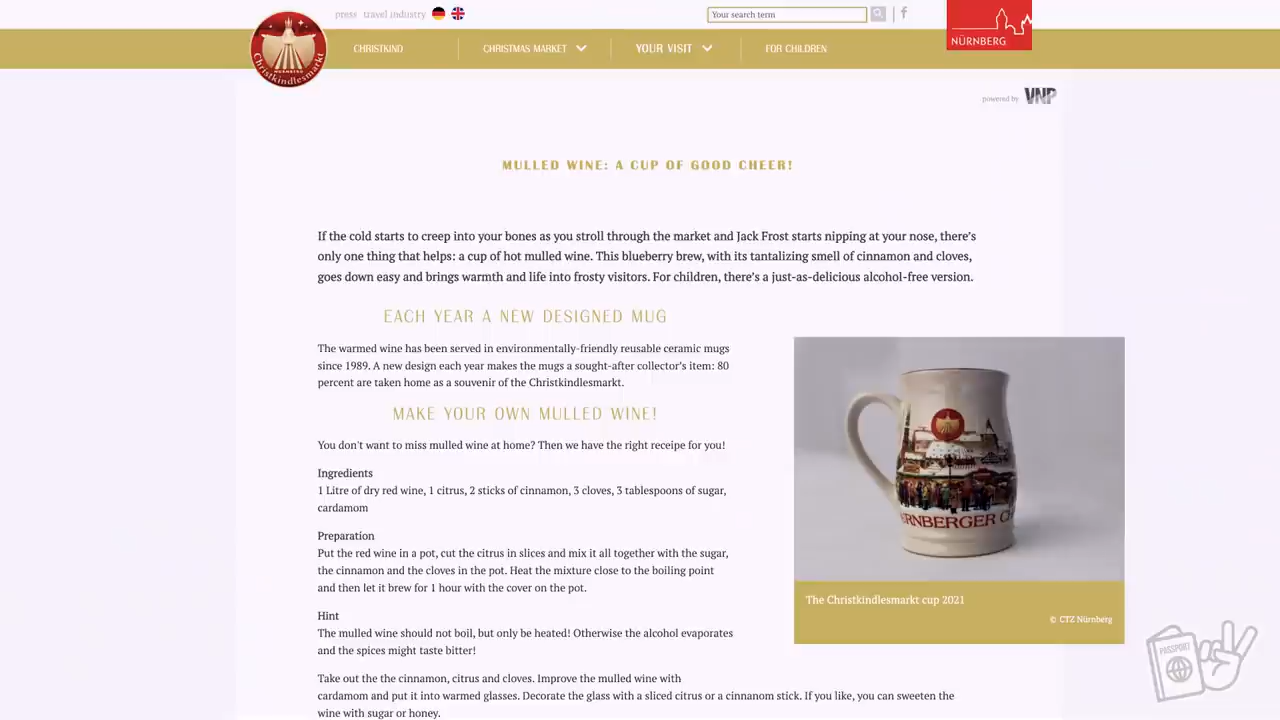 press travel industry
Your search term
CHRISTKIND
CHRISTMAS MARKET
YOUR VISIT
FOR CHILDREN
NÜRNBERG
NÜRNBERG
Christkindlesmarkt
powered by VNP
MULLED WINE: A CUP OF GOOD CHEER!
If the cold starts to creep into your bones as you stroll through the market and Jack Frost starts nipping at your nose, there's
only one thing that helps: a cup of hot mulled wine. This blueberry brew, with its tantalizing smell of cinnamon and cloves,
goes down easy and brings warmth and life into frosty visitors. For children, there's a just-as-delicious alcohol-free version.
EACH YEAR A NEW DESIGNED MUG
The warmed wine has been served in environmentally-friendly reusable ceramic mugs
since 1989. A new design each year makes the mugs a sought-after collector's item: 80
percent are taken home as a souvenir of the Christkindlesmarkt.
MAKE YOUR OWN MULLED WINE!
You don't want to miss mulled wine at home? Then we have the right receipe for you!
Ingredients
1 Litre of dry red wine, 1 citrus, 2 sticks of cinnamon, 3 cloves, 3 tablespoons of sugar,
cardamom
Preparation
Put the red wine in a pot, cut the citrus in slices and mix it all together with the sugar,
the cinnamon and the cloves in the pot. Heat the mixture close to the boiling point
and then let it brew for 1 hour with the cover on the pot.
Hint
The mulled wine should not boil, but only be heated! Otherwise the alcohol evaporates
and the spices might taste bitter!
Take out the the cinnamon, citrus and cloves. Improve the mulled wine with
cardamom and put it into warmed glasses. Decorate the glass with a sliced citrus or a cinnanom stick. If you like, you can sweeten the
wine with sugar or honey.
RNBERGER C
The Christkindlesmarkt cup 2021
© CTZ Nürnberg
PASSPORT